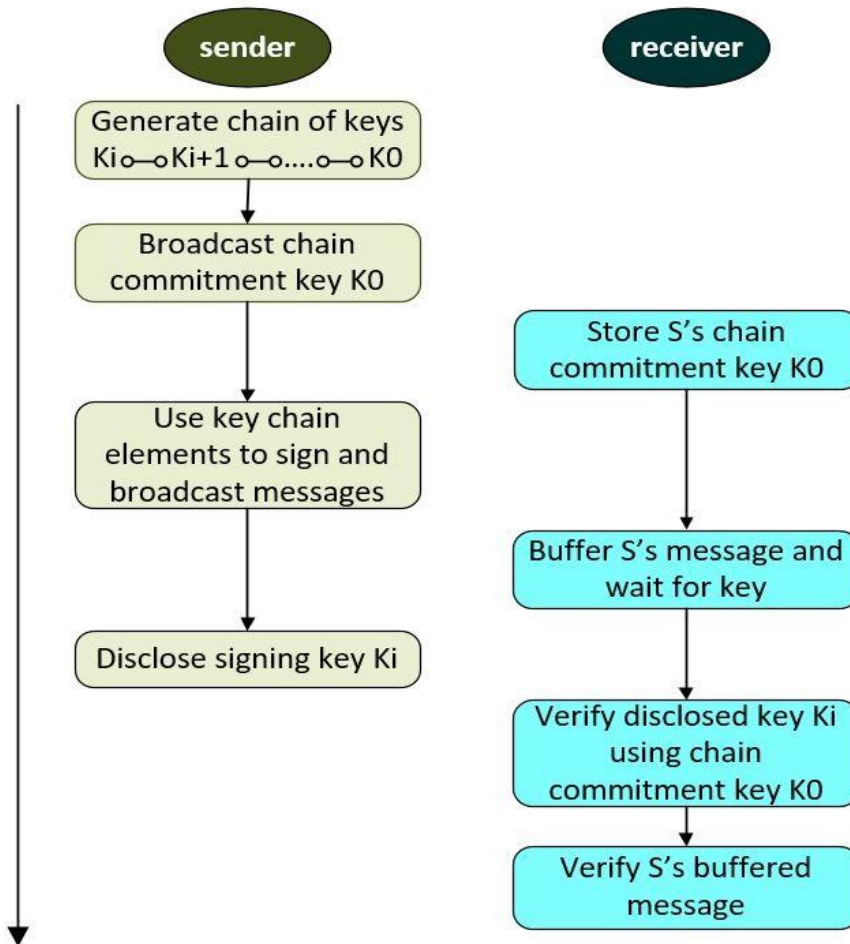 sender
receiver
Generate chain of keys
Ki Ki+1 .... K0
Broadcast chain
commitment key K0
Store S's chain
commitment key K0
Use key chain
elements to sign and
broadcast messages
Buffer S's message and
wait for key
Disclose signing key Ki
Verify disclosed key Ki
using chain
commitment key K0
Verify S's buffered
message